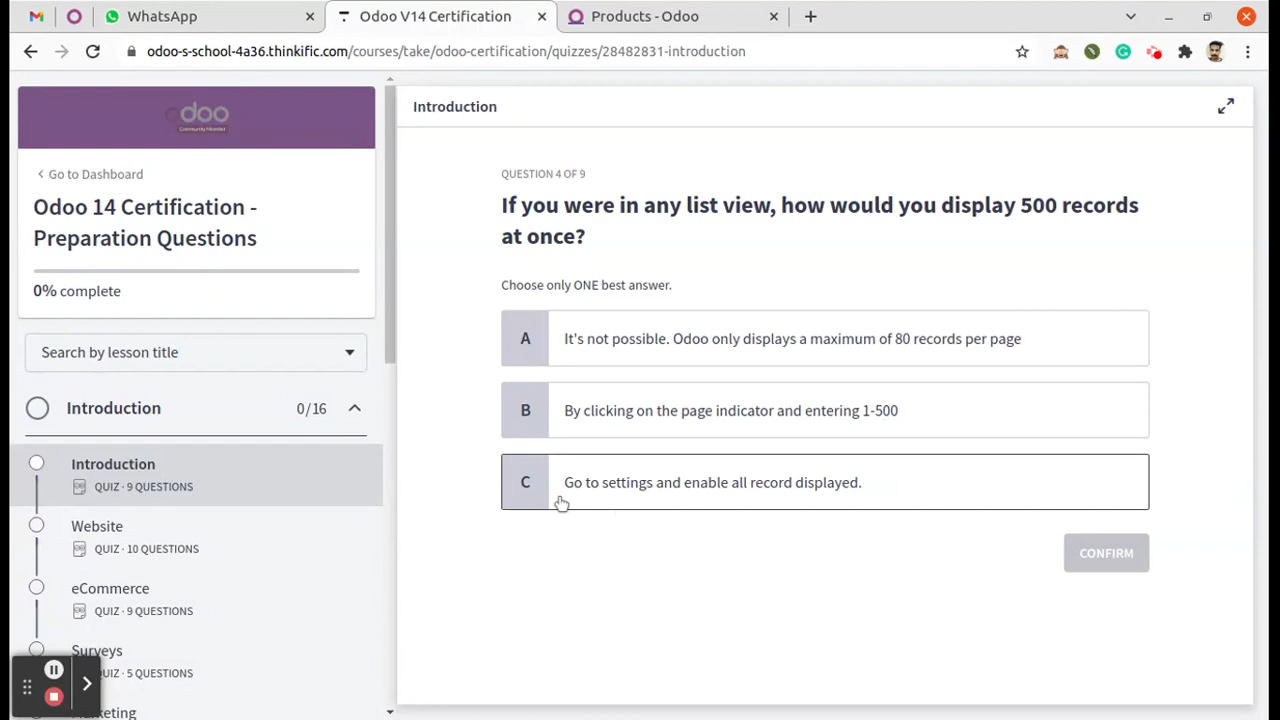 WhatsApp
Odoo V14 Certification
Products - Odoo
odoo-s-school-4a36.thinkific.com/courses/take/odoo-certification/quizzes/28482831-introduction
odoo
Go to Dashboard
Odoo 14 Certification -
Preparation Questions
0% complete
Search by lesson title
Introduction 0/16
Introduction
QUIZ · 9 QUESTIONS
Website
QUIZ · 10 QUESTIONS
eCommerce
QUIZ · 9 QUESTIONS
Surveys
QUIZ · 5 QUESTIONS
Marketing
Introduction
QUESTION 4 OF 9
If you were in any list view, how would you display 500 records
at once?
Choose only ONE best answer.
A It's not possible. Odoo only displays a maximum of 80 records per page
B By clicking on the page indicator and entering 1-500
C Go to settings and enable all record displayed.
CONFIRM